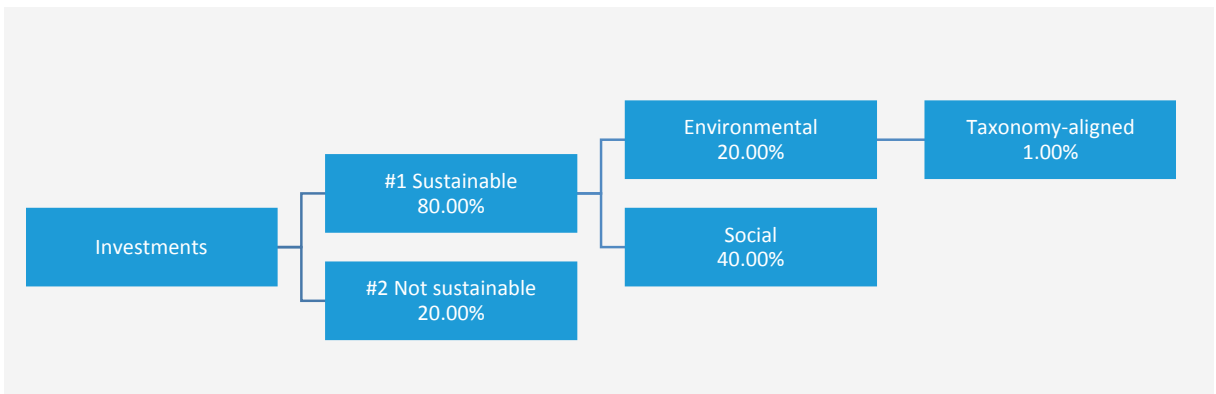 Investments
#1 Sustainable
80.00%
#2 Not sustainable
20.00%
Environmental
20.00%
Social
40.00%
Taxonomy-aligned
1.00%